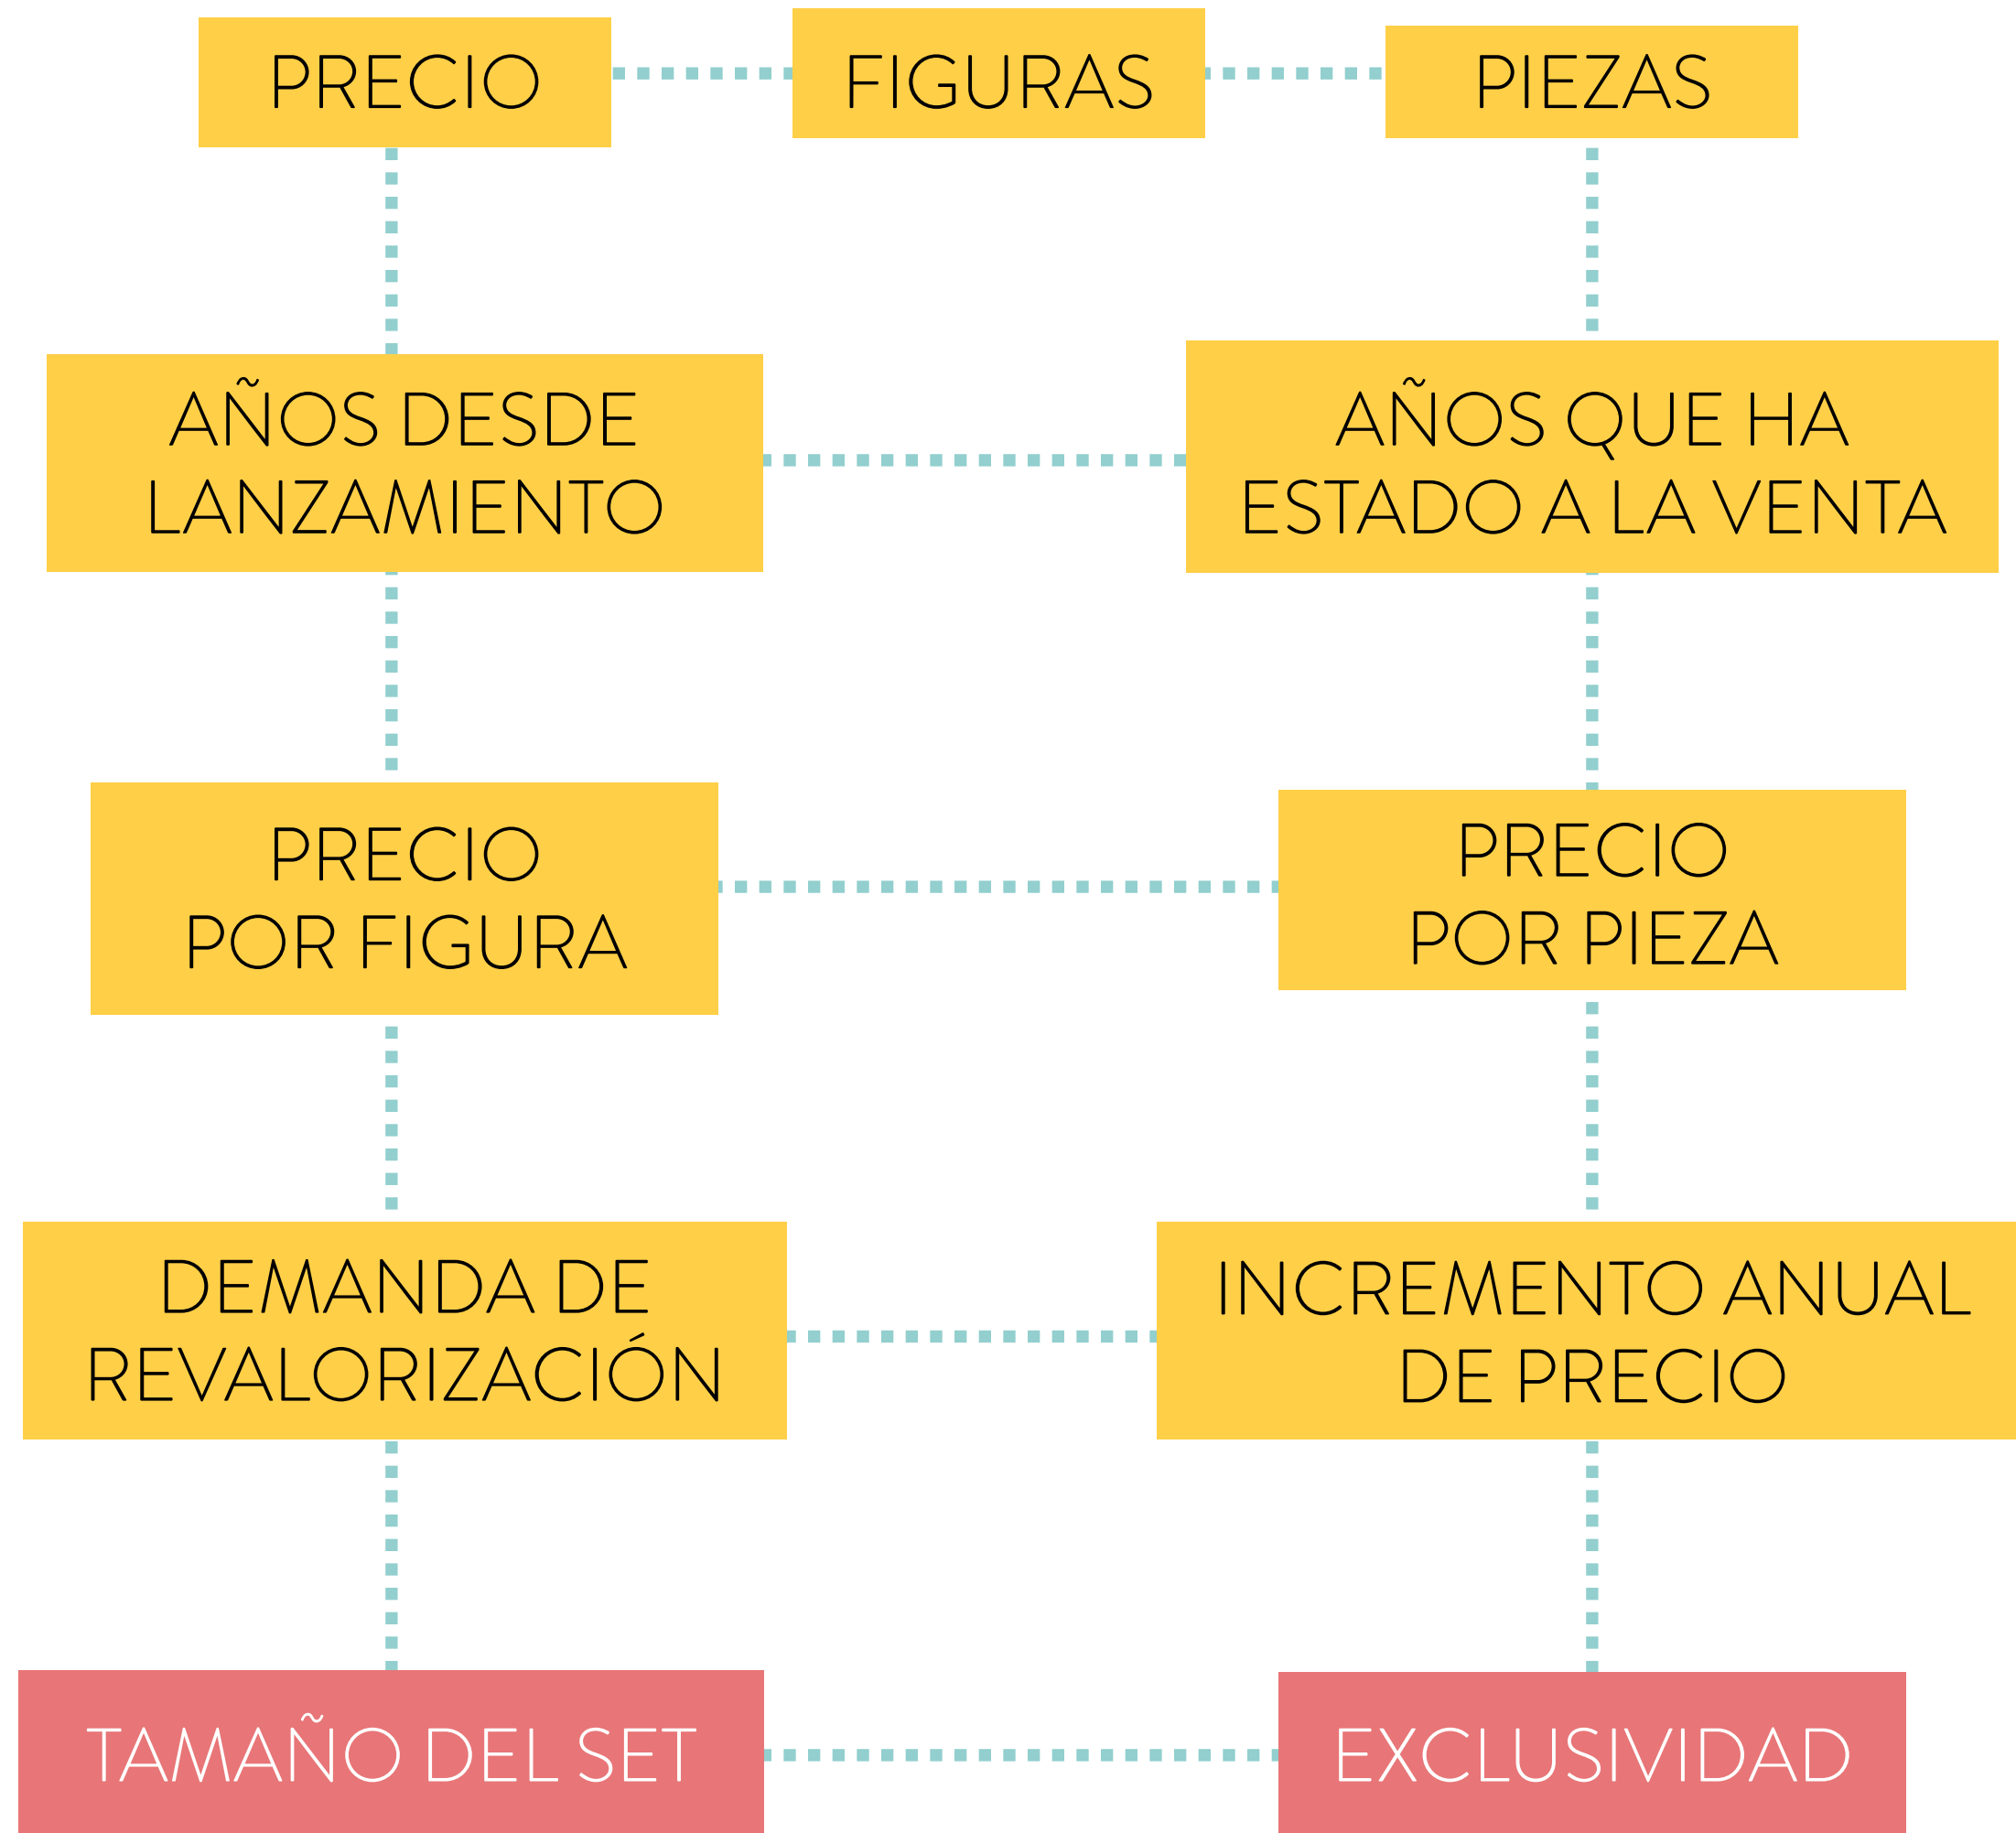 PRECIO
FIGURAS
PIEZAS
AÑOS DESDE
LANZAMIENTO
AÑOS QUE HA
ESTADO A LA VENTA
PRECIO
POR FIGURA
PRECIO
POR PIEZA
DEMANDA DE
REVALORIZACIÓN
INCREMENTO ANUAL
DE PRECIO
TAMAÑO DEL SET
EXCLUSIVIDAD